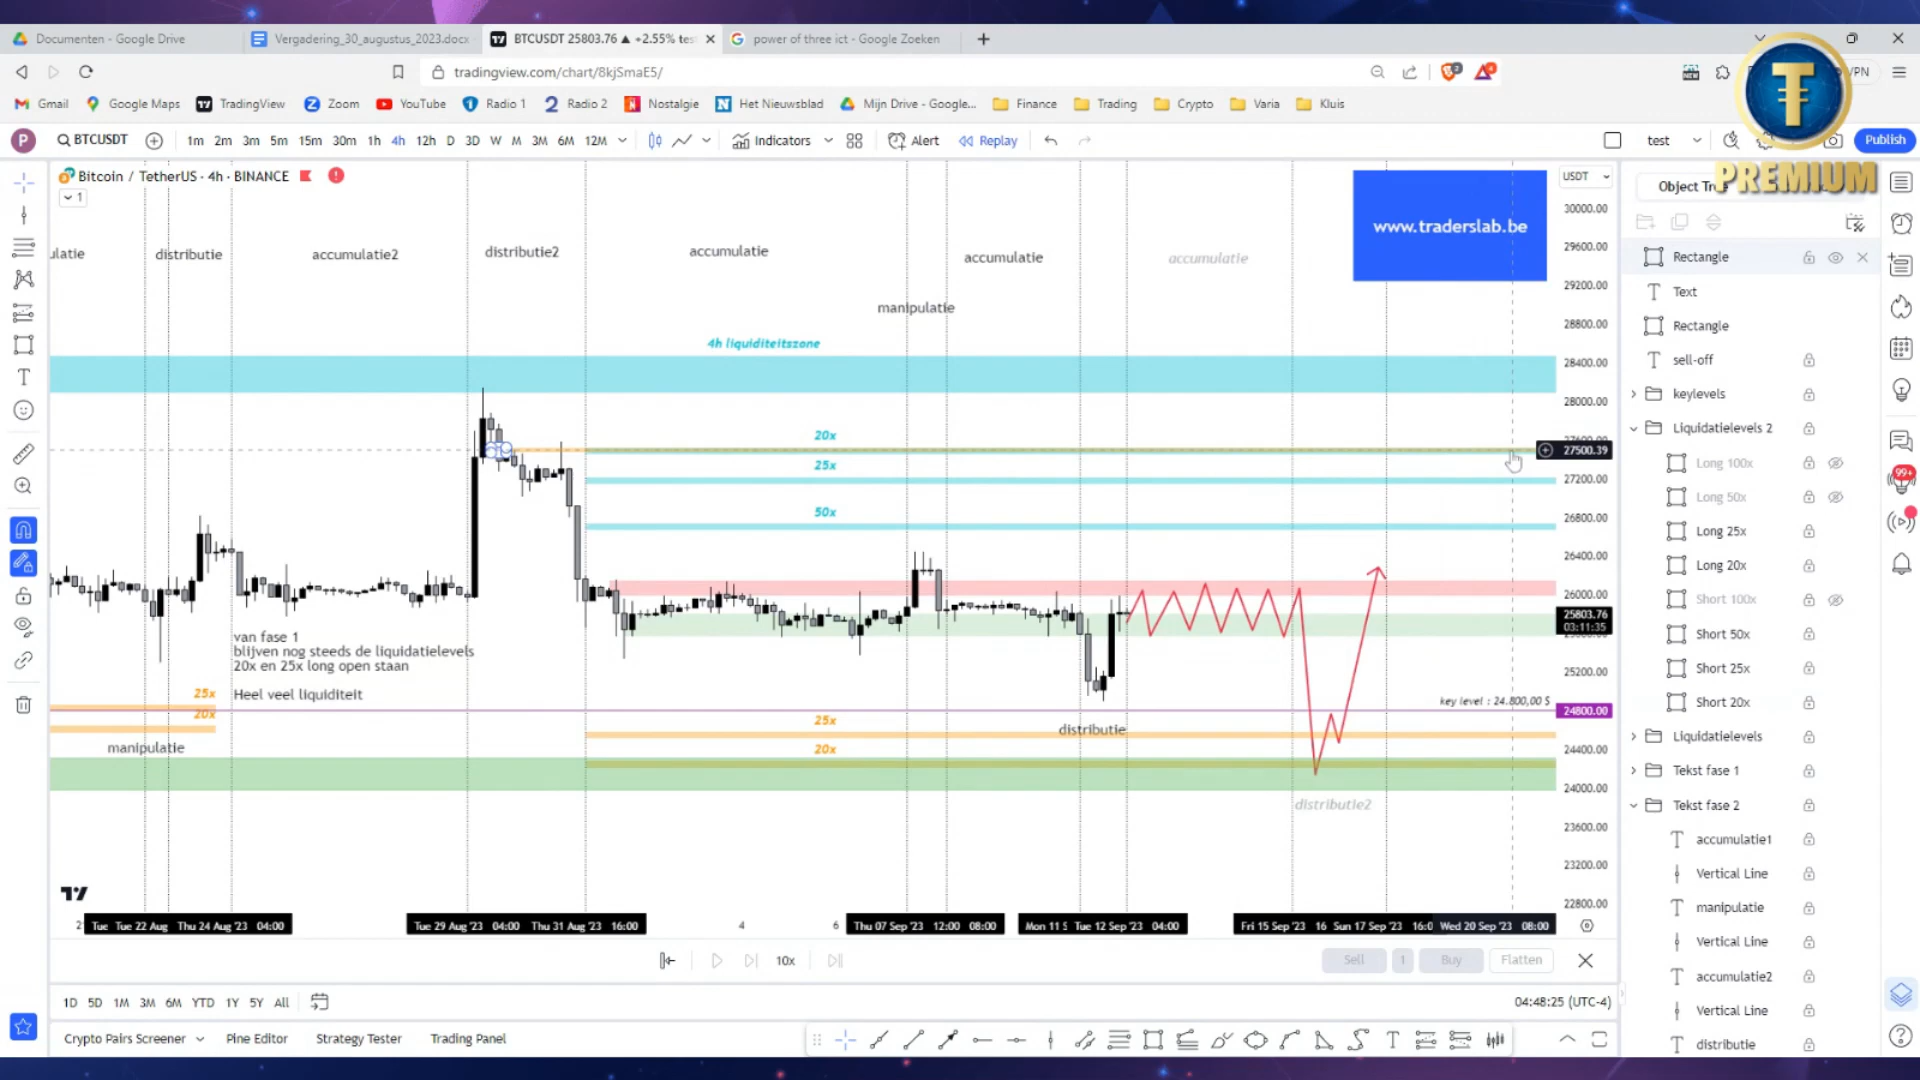 Documenten - Google Drive
Vergadering_30_augustus_2023.docx
BTCUSDT 25803.76 ▲ +2.55% tes
power of three ict - Google Zoeken
tradingview.com/chart/8kjSmaE5/
VPN
Gmail
Google Maps
TradingView
Zoom
YouTube
Radio 1
Radio 2
Nostalgie
Het Nieuwsblad
Mijn Drive - Google...
Finance
Trading
Crypto
Varia
Kluis
P
BTCUSDT
1m 2m 3m 5m 15m 30m 1h 4h 12h D 3D W M 3M 6M 12M
Indicators
Alert
Replay
test
Publish
PREMIUM
Bitcoin / TetherUS · 4h · BINANCE
1
USDT
www.traderslab.be
ulatie
distributie
accumulatie2
distributie2
accumulatie
accumulatie
accumulatie
manipulatie
4h liquiditeitszone
20x
25x
50x
van fase 1
blijven nog steeds de liquidatielevels
20x en 25x long open staan
Heel veel liquiditeit
25x
20x
manipulatie
key level : 24.800,00 $
25x
distributie
20x
distributie2
30000.00
29600.00
29200.00
28800.00
28400.00
28000.00
27500.39
27200.00
26800.00
26400.00
26000.00
25803.76
03:11:35
25200.00
24800.00
24400.00
24000.00
23600.00
23200.00
22800.00
Tue
Tue 22 Aug
Thu 24 Aug '23 04:00
Tue 29 Aug '23 04:00
Thu 31 Aug '23 16:00
4
6
Thu 07 Sep '23 12:00
08:00
Mon 11 S
Tue 12 Sep '23 04:00
Fri 15 Sep '23 16
Sun 17 Sep '23 16:0
Wed 20 Sep '23 08:00
10x
Sell
1
Buy
Flatten
1D 5D 1M 3M 6M YTD 1Y 5Y All
04:48:25 (UTC-4)
Crypto Pairs Screener
Pine Editor
Strategy Tester
Trading Panel
Rectangle
Text
Rectangle
sell-off
keylevels
Liquidatielevels 2
Long 100x
Long 50x
Long 25x
Long 20x
Short 100x
Short 50x
Short 25x
Short 20x
Liquidatielevels
Tekst fase 1
Tekst fase 2
accumulatie1
Vertical Line
manipulatie
Vertical Line
accumulatie2
Vertical Line
distributie
99+